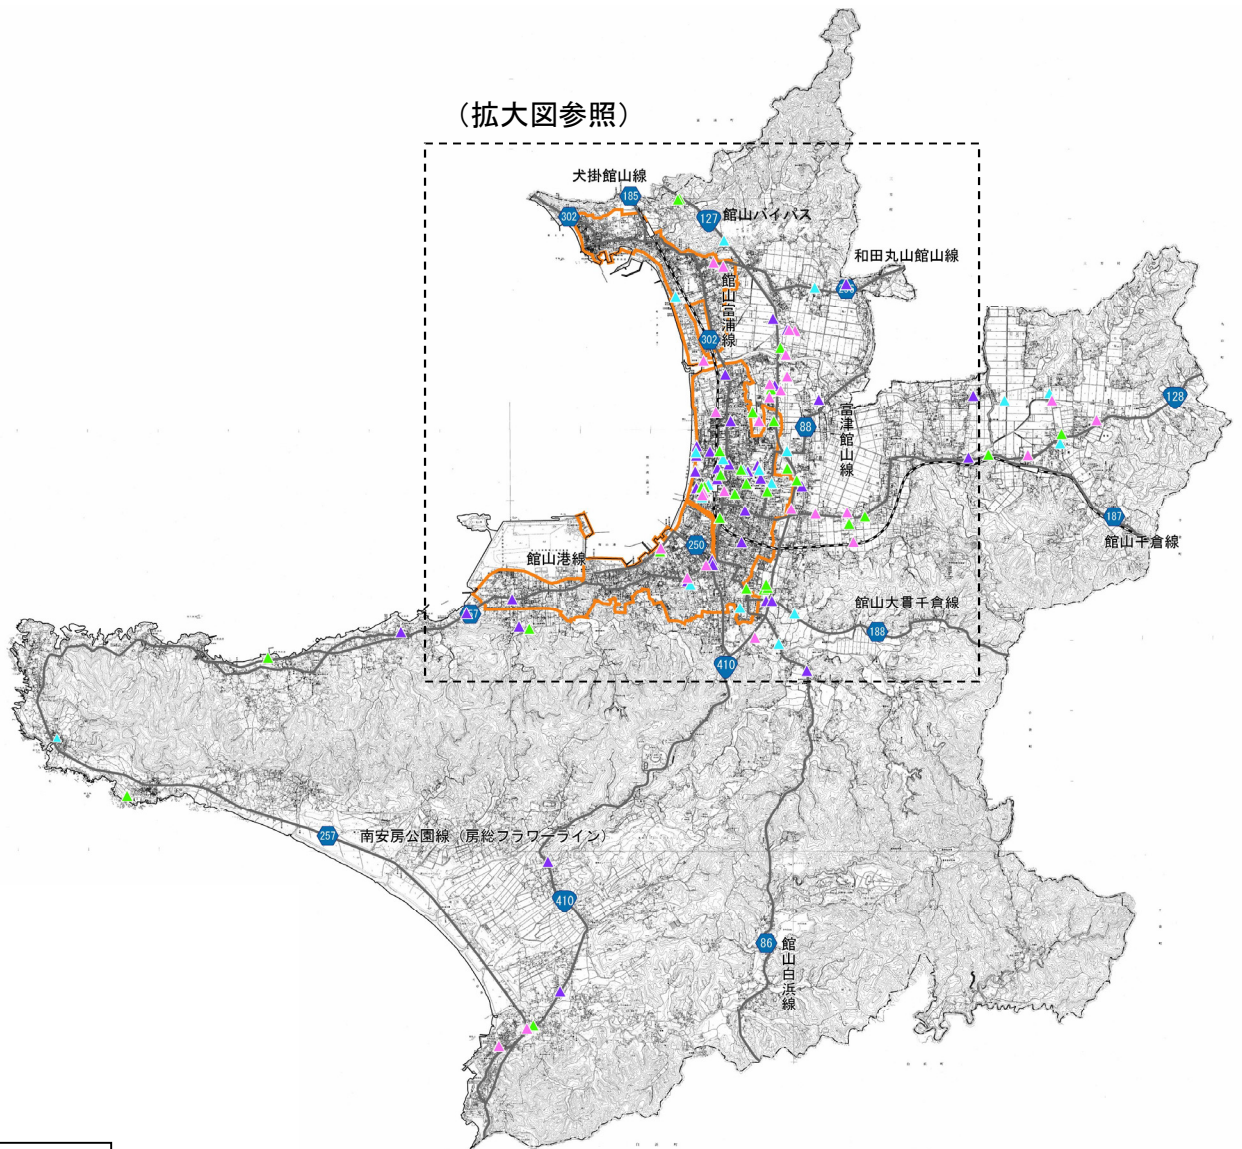 （拡大図参照）
犬掛館山線
185
302
127
館山バイパス
和田丸山館山線
館山富浦線
302
128
富津館山線
88
187
館山千倉線
250
館山港線
館山大貫千倉線
188
410
257
南安房公園線（房総フラワーライン）
410
86
館山白浜線